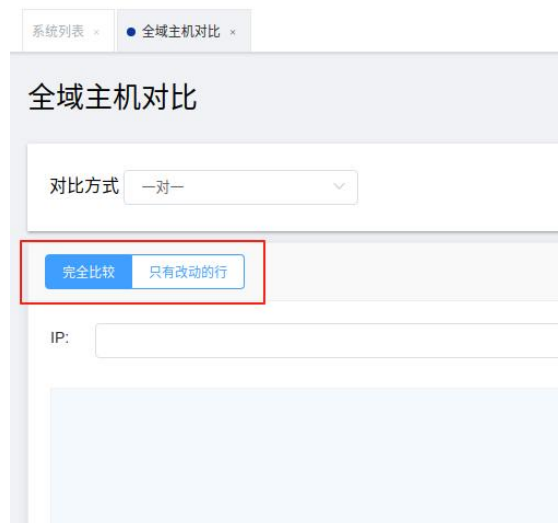 系统列表 × 全域主机对比 ×
全域主机对比
对比方式 一对一
完全比较 只有改动的行
IP: